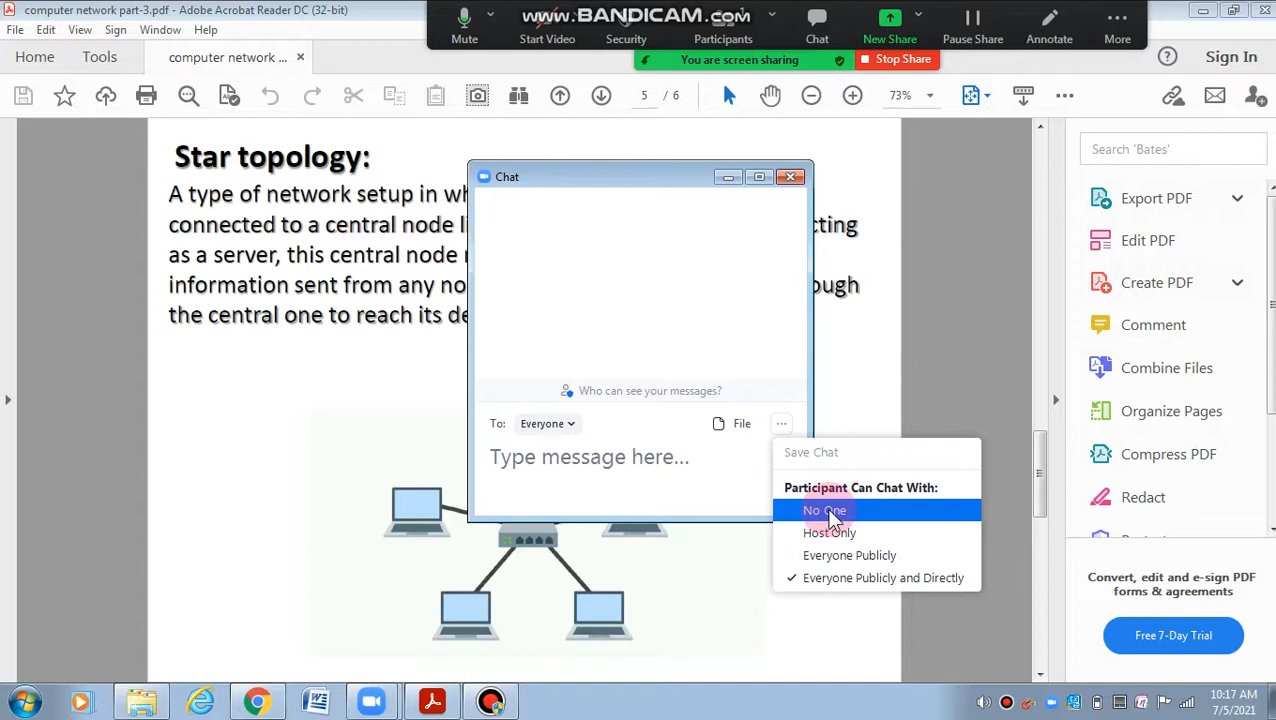 computer network part-3.pdf - Adobe Acrobat Reader DC (32-bit)
www.BANDICAM.com
File Edit View Sign Window Help
Mute Start Video Security Participants Chat New Share Pause Share Annotate More
Home Tools computer network ... ×
You are screen sharing Stop Share
? Sign In
5 / 6 73%
Star topology:
A type of network setup in wh
connected to a central node li cting
as a server, this central node
information sent from any no ough
the central one to reach its de
Chat
Who can see your messages?
To: Everyone File ...
Type message here...
Save Chat
Participant Can Chat With:
No One
Host Only
Everyone Publicly
Everyone Publicly and Directly
Search 'Bates'
Export PDF
Edit PDF
Create PDF
Comment
Combine Files
Organize Pages
Compress PDF
Redact
Convert, edit and e-sign PDF
forms & agreements
Free 7-Day Trial
10:17 AM
7/5/2021